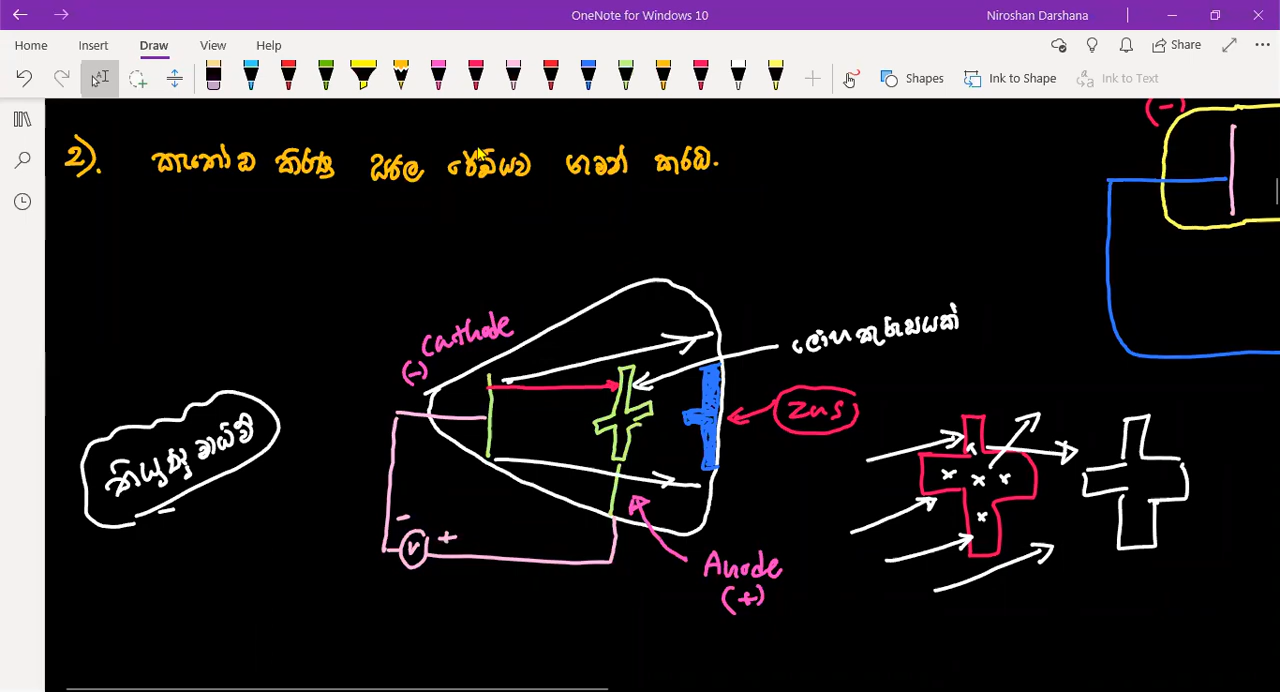 OneNote for Windows 10
Niroshan Darshana
Home Insert Draw View Help
Share
Shapes Ink to Shape Ink to Text
(-)
2). කැතෝඩ කිරණ සරල රේඛීයව ගමන් කරයි.
Cathode
(-)
ලෝහ කුරුසයක්
ZnS
- V +
Anode
(+)
x x x x